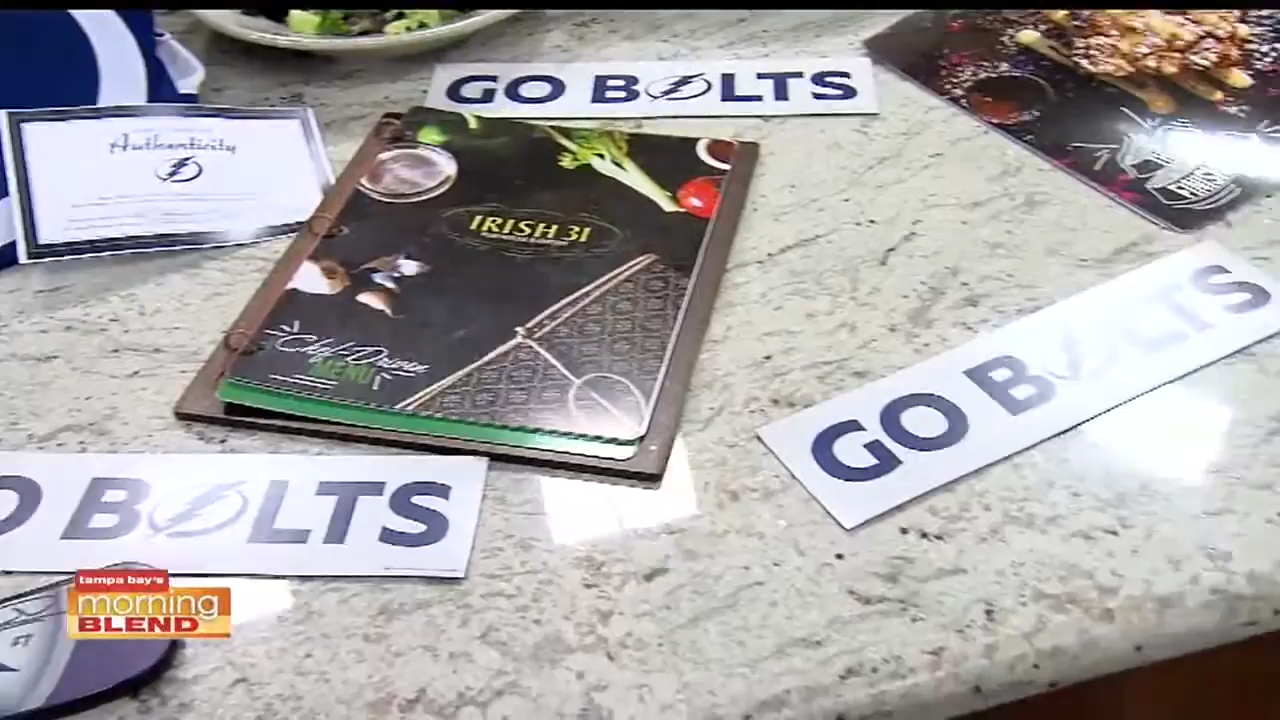 GO BOLTS
Authenticity
IRISH 31
Chef-Driven
MENU
GO BOLTS
O BOLTS
tampa bay's
morning
BLEND